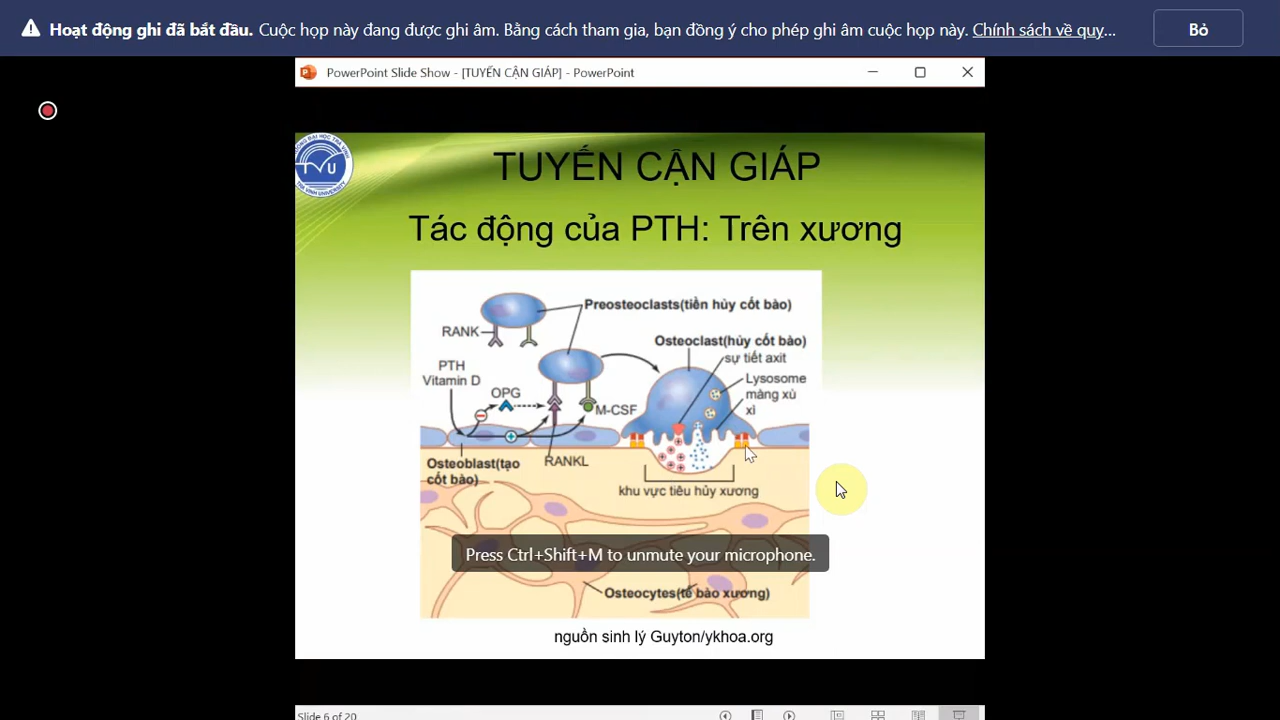 Hoạt động ghi đã bắt đầu. Cuộc họp này đang được ghi âm. Bằng cách tham gia, bạn đồng ý cho phép ghi âm cuộc họp này. Chính sách về quy... Bỏ
PowerPoint Slide Show - [TUYẾN CẬN GIÁP] - PowerPoint
TVU
TRA VINH UNIVERSITY
TUYẾN CẬN GIÁP
Tác động của PTH: Trên xương
Preosteoclasts(tiền hủy cốt bào)
RANK
Osteoclast(hủy cốt bào)
sự tiết axit
PTH
Vitamin D
Lysosome
màng xù
xì
OPG
M-CSF
RANKL
Osteoblast(tạo
cốt bào)
khu vực tiêu hủy xương
Press Ctrl+Shift+M to unmute your microphone.
Osteocytes(tế bào xương)
nguồn sinh lý Guyton/ykhoa.org
Slide 6 of 20